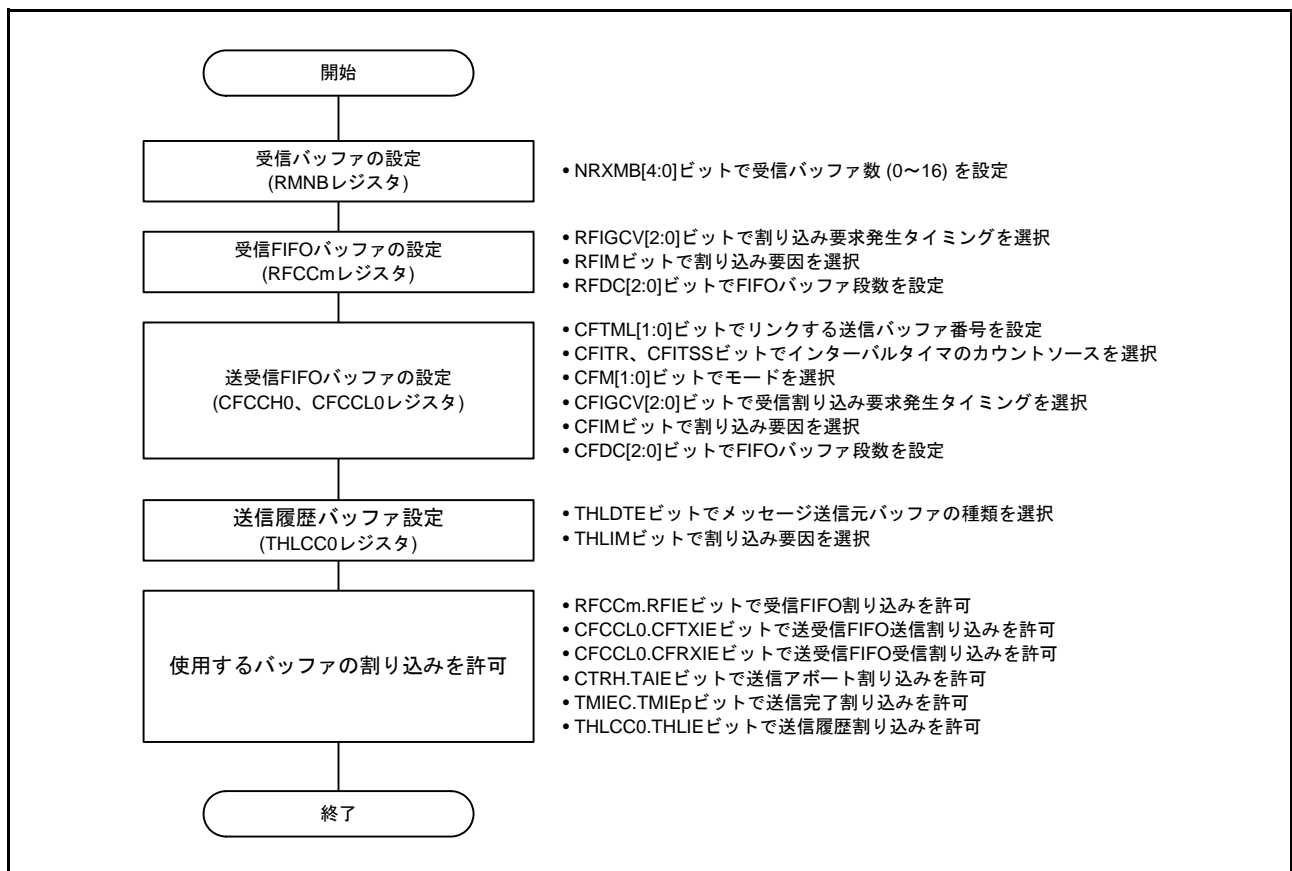 開始
受信バッファの設定
(RMNBレジスタ)
•NRXMB[4:0]ビットで受信バッファ数 (0～16) を設定
受信FIFOバッファの設定
(RFCCmレジスタ)
•RFIGCV[2:0]ビットで割り込み要求発生タイミングを選択
•RFIMビットで割り込み要因を選択
•RFDC[2:0]ビットでFIFOバッファ段数を設定
送受信FIFOバッファの設定
(CFCCH0、CFCCL0レジスタ)
•CFTML[1:0]ビットでリンクする送信バッファ番号を設定
•CFITR、CFITSSビットでインターバルタイマのカウントソースを選択
•CFM[1:0]ビットでモードを選択
•CFIGCV[2:0]ビットで受信割り込み要求発生タイミングを選択
•CFIMビットで割り込み要因を選択
•CFDC[2:0]ビットでFIFOバッファ段数を設定
送信履歴バッファ設定
(THLCC0レジスタ)
•THLDTEビットでメッセージ送信元バッファの種類を選択
•THLIMビットで割り込み要因を選択
使用するバッファの割り込みを許可
•RFCCm.RFIEビットで受信FIFO割り込みを許可
•CFCCL0.CFTXIEビットで送受信FIFO送信割り込みを許可
•CFCCL0.CFRXIEビットで送受信FIFO受信割り込みを許可
•CTRH.TAIEビットで送信アボート割り込みを許可
•TMIEC.TMIEpビットで送信完了割り込みを許可
•THLCC0.THLIEビットで送信履歴割り込みを許可
終了